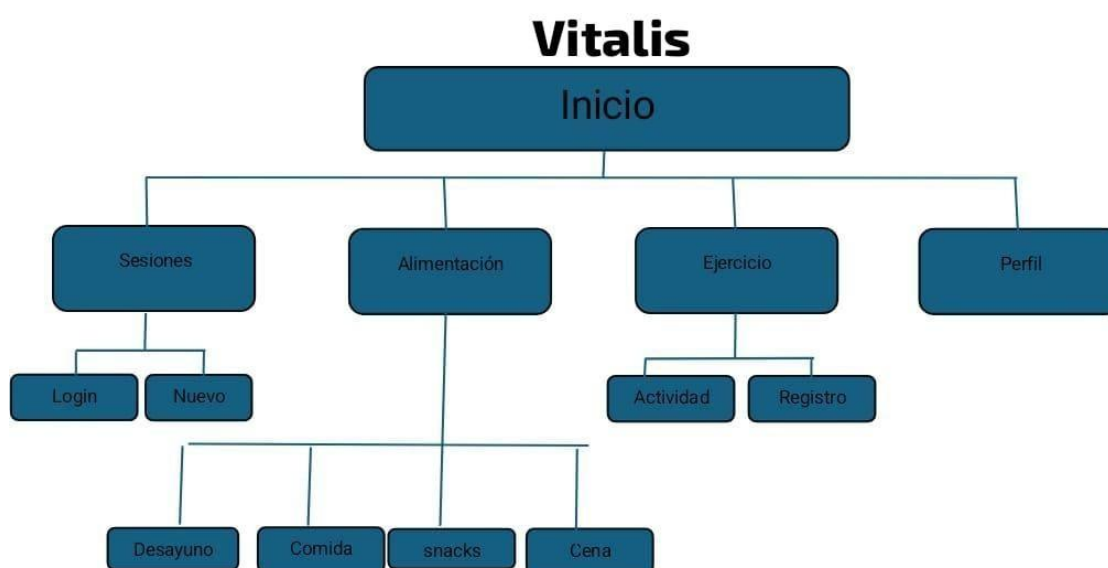 Vitalis
Inicio
Sesiones
Alimentación
Ejercicio
Perfil
Login
Nuevo
Actividad
Registro
Desayuno
Comida
snacks
Cena